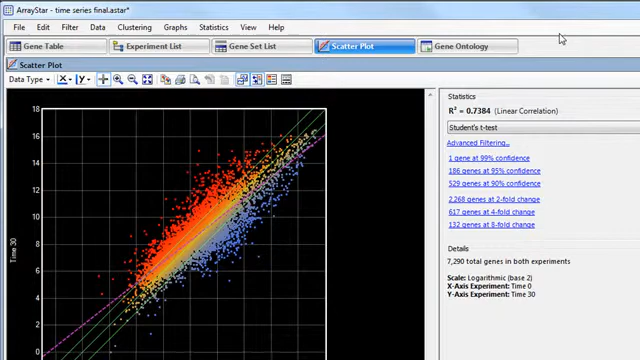 ArrayStar - time series final.astar*
File Edit Filter Data Clustering Graphs Statistics View Help
Gene Table Experiment List Gene Set List Scatter Plot Gene Ontology
Scatter Plot
Data Type X Y
Statistics
R² = 0.7384 (Linear Correlation)
Student's t-test
Advanced Filtering...
1 gene at 99% confidence
186 genes at 95% confidence
529 genes at 90% confidence
2,268 genes at 2-fold change
617 genes at 4-fold change
132 genes at 8-fold change
Details
7,290 total genes in both experiments
Scale: Logarithmic (base 2)
X-Axis Experiment: Time 0
Y-Axis Experiment: Time 30
18
16
14
12
10
8
6
4
2
0
Time 30